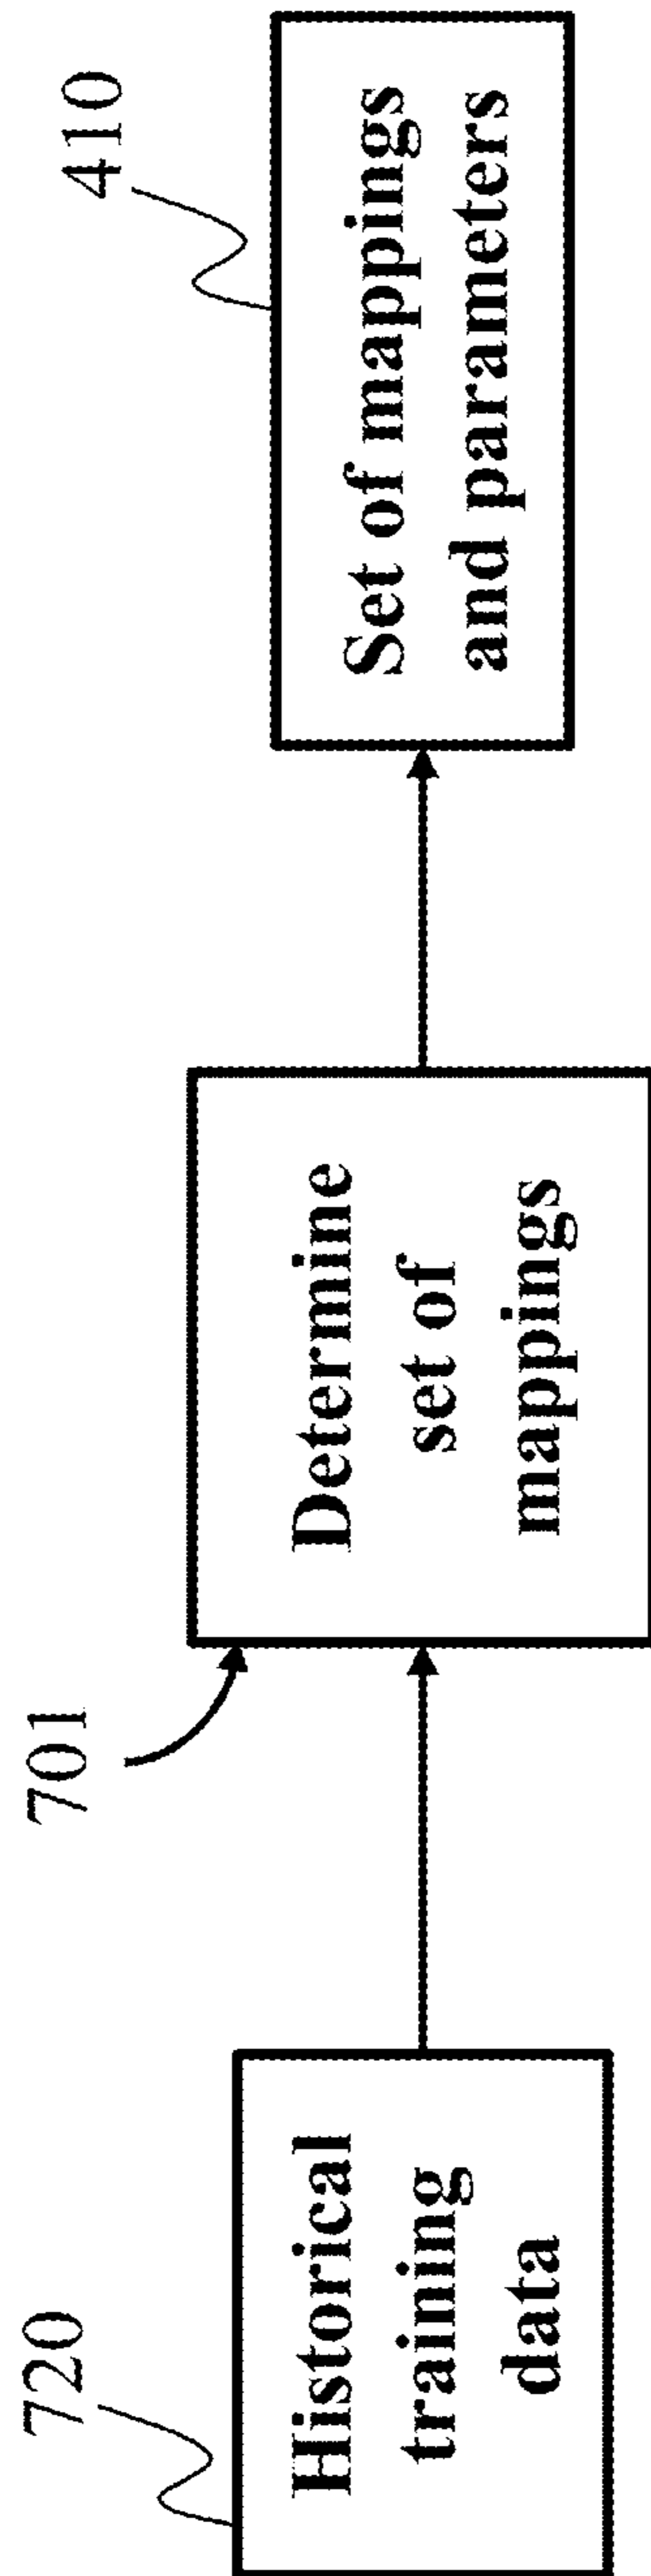 720
Historical
training
data
701
Determine
set of
mappings
410
Set of mappings
and parameters